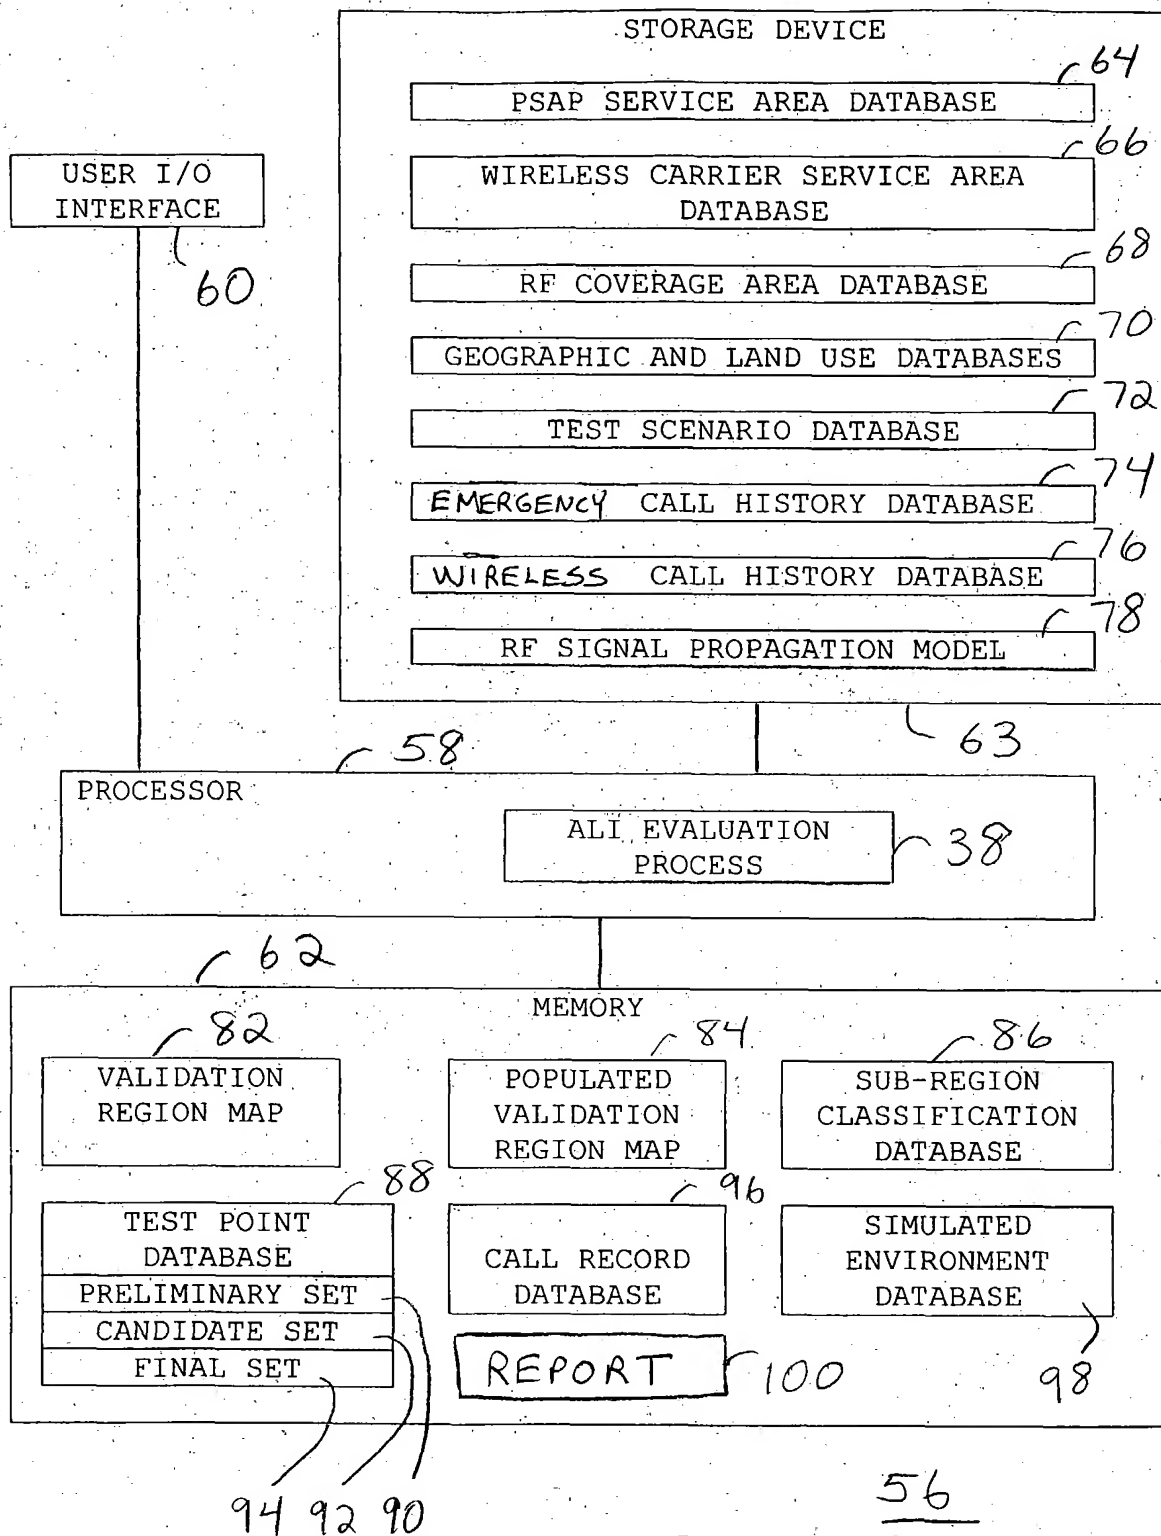 STORAGE DEVICE
64
PSAP SERVICE AREA DATABASE
66
WIRELESS CARRIER SERVICE AREA
DATABASE
USER I/O
INTERFACE
60
68
RF COVERAGE AREA DATABASE
70
GEOGRAPHIC AND LAND USE DATABASES
72
TEST SCENARIO DATABASE
74
EMERGENCY CALL HISTORY DATABASE
76
WIRELESS CALL HISTORY DATABASE
78
RF SIGNAL PROPAGATION MODEL
63
58
PROCESSOR
ALI EVALUATION
PROCESS
38
62
MEMORY
82
VALIDATION
REGION MAP
84
POPULATED
VALIDATION
REGION MAP
86
SUB-REGION
CLASSIFICATION
DATABASE
88
TEST POINT
DATABASE
PRELIMINARY SET
CANDIDATE SET
FINAL SET
96
CALL RECORD
DATABASE
SIMULATED
ENVIRONMENT
DATABASE
REPORT
100
98
94 92 90
56